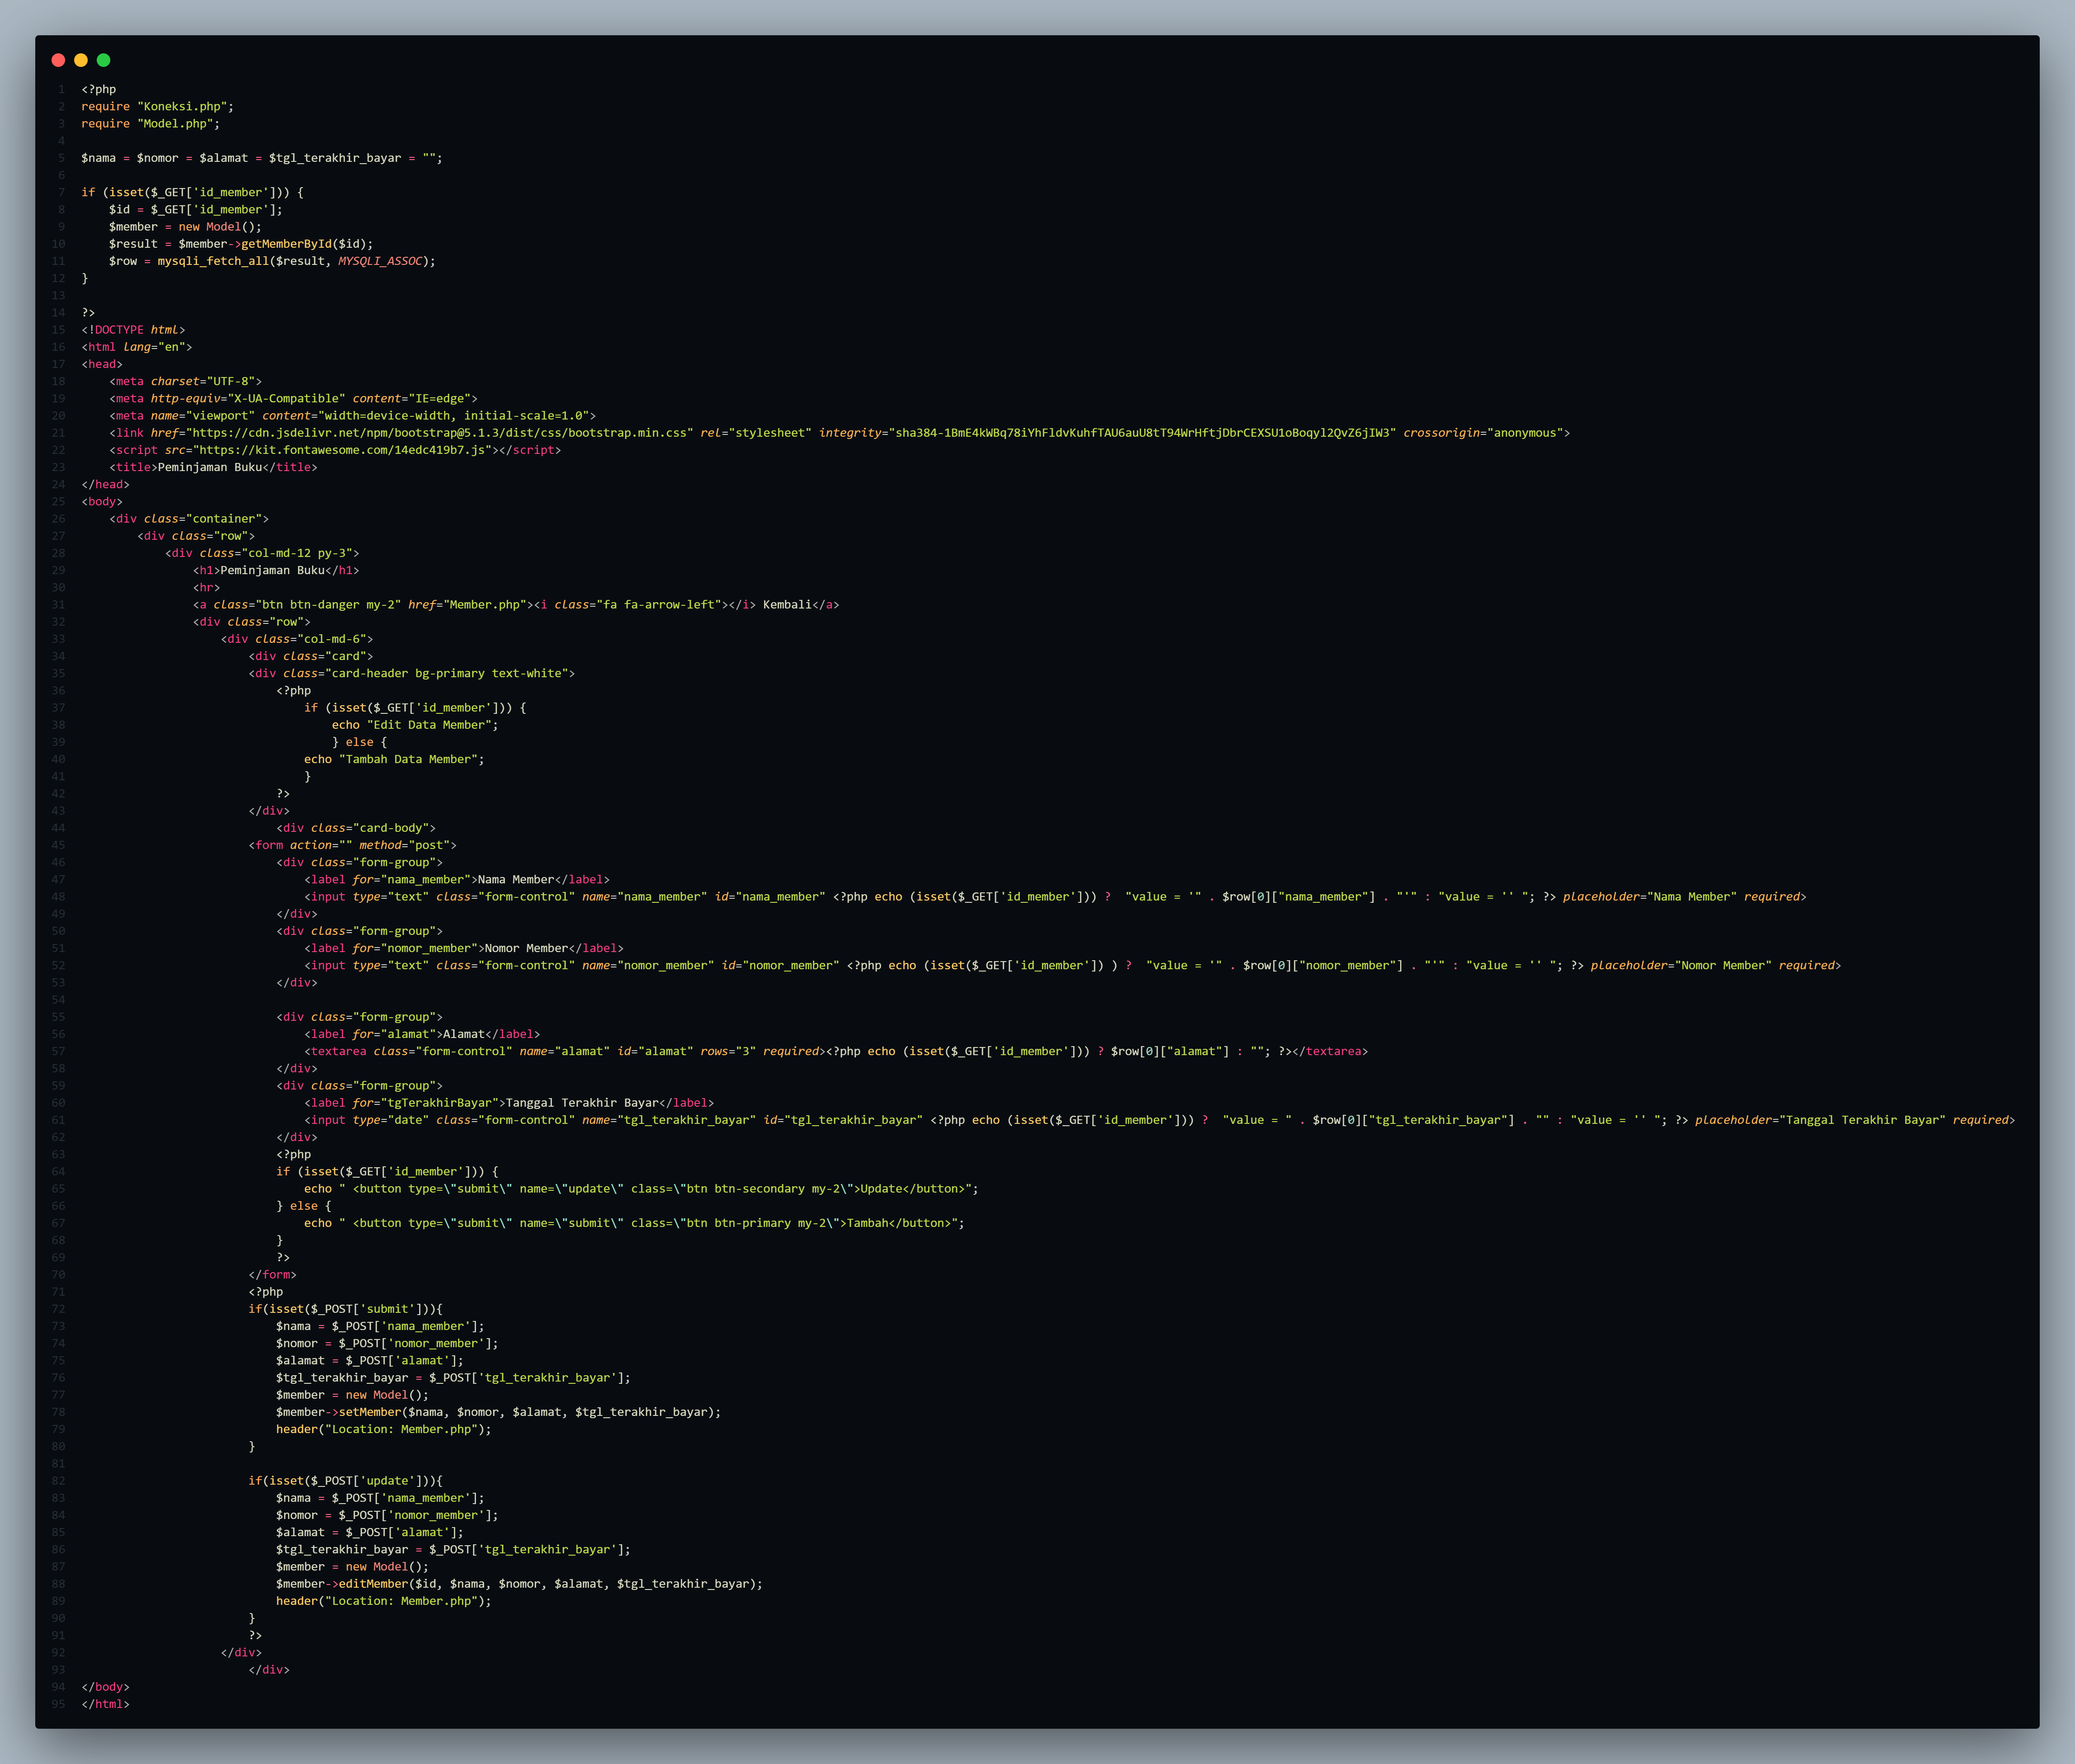 1 <?php
2 require "Koneksi.php";
3 require "Model.php";
4
5 $nama = $nomor = $alamat = $tgl_terakhir_bayar = "";
6
7 if (isset($_GET['id_member'])) {
8     $id = $_GET['id_member'];
9     $member = new Model();
10     $result = $member->getMemberById($id);
11     $row = mysqli_fetch_all($result, MYSQLI_ASSOC);
12 }
13
14 ?>
15 <!DOCTYPE html>
16 <html lang="en">
17 <head>
18     <meta charset="UTF-8">
19     <meta http-equiv="X-UA-Compatible" content="IE=edge">
20     <meta name="viewport" content="width=device-width, initial-scale=1.0">
21     <link href="https://cdn.jsdelivr.net/npm/bootstrap@5.1.3/dist/css/bootstrap.min.css" rel="stylesheet" integrity="sha384-1BmE4kWBq78iYhFldvKuhfTAU6auU8tT94WrHftjDbrCEXSU1oBoqyl2QvZ6jIW3" crossorigin="anonymous">
22     <script src="https://kit.fontawesome.com/14edc419b7.js"></script>
23     <title>Peminjaman Buku</title>
24 </head>
25 <body>
26     <div class="container">
27         <div class="row">
28             <div class="col-md-12 py-3">
29                 <h1>Peminjaman Buku</h1>
30                 <hr>
31                 <a class="btn btn-danger my-2" href="Member.php"><i class="fa fa-arrow-left"></i> Kembali</a>
32                 <div class="row">
33                     <div class="col-md-6">
34                         <div class="card">
35                         <div class="card-header bg-primary text-white">
36                             <?php
37                                 if (isset($_GET['id_member'])) {
38                                     echo "Edit Data Member";
39                                     } else {
40                                 echo "Tambah Data Member";
41                                 }
42                             ?>
43                         </div>
44                             <div class="card-body">
45                         <form action="" method="post">
46                             <div class="form-group">
47                                 <label for="nama_member">Nama Member</label>
48                                 <input type="text" class="form-control" name="nama_member" id="nama_member" <?php echo (isset($_GET['id_member'])) ?  "value = '" . $row[0]["nama_member"] . "'" : "value = '' "; ?> placeholder="Nama Member" required>
49                             </div>
50                             <div class="form-group">
51                                 <label for="nomor_member">Nomor Member</label>
52                                 <input type="text" class="form-control" name="nomor_member" id="nomor_member" <?php echo (isset($_GET['id_member']) ) ?  "value = '" . $row[0]["nomor_member"] . "'" : "value = '' "; ?> placeholder="Nomor Member" required>
53                             </div>
54
55                             <div class="form-group">
56                                 <label for="alamat">Alamat</label>
57                                 <textarea class="form-control" name="alamat" id="alamat" rows="3" required><?php echo (isset($_GET['id_member'])) ? $row[0]["alamat"] : ""; ?></textarea>
58                             </div>
59                             <div class="form-group">
60                                 <label for="tgTerakhirBayar">Tanggal Terakhir Bayar</label>
61                                 <input type="date" class="form-control" name="tgl_terakhir_bayar" id="tgl_terakhir_bayar" <?php echo (isset($_GET['id_member'])) ?  "value = " . $row[0]["tgl_terakhir_bayar"] . "" : "value = '' "; ?> placeholder="Tanggal Terakhir Bayar" required>
62                             </div>
63                             <?php
64                             if (isset($_GET['id_member'])) {
65                                 echo " <button type=\"submit\" name=\"update\" class=\"btn btn-secondary my-2\">Update</button>";
66                             } else {
67                                 echo " <button type=\"submit\" name=\"submit\" class=\"btn btn-primary my-2\">Tambah</button>";
68                             }
69                             ?>
70                         </form>
71                         <?php
72                         if(isset($_POST['submit'])){
73                             $nama = $_POST['nama_member'];
74                             $nomor = $_POST['nomor_member'];
75                             $alamat = $_POST['alamat'];
76                             $tgl_terakhir_bayar = $_POST['tgl_terakhir_bayar'];
77                             $member = new Model();
78                             $member->setMember($nama, $nomor, $alamat, $tgl_terakhir_bayar);
79                             header("Location: Member.php");
80                         }
81
82                         if(isset($_POST['update'])){
83                             $nama = $_POST['nama_member'];
84                             $nomor = $_POST['nomor_member'];
85                             $alamat = $_POST['alamat'];
86                             $tgl_terakhir_bayar = $_POST['tgl_terakhir_bayar'];
87                             $member = new Model();
88                             $member->editMember($id, $nama, $nomor, $alamat, $tgl_terakhir_bayar);
89                             header("Location: Member.php");
90                         }
91                         ?>
92                     </div>
93                         </div>
94 </body>
95 </html>